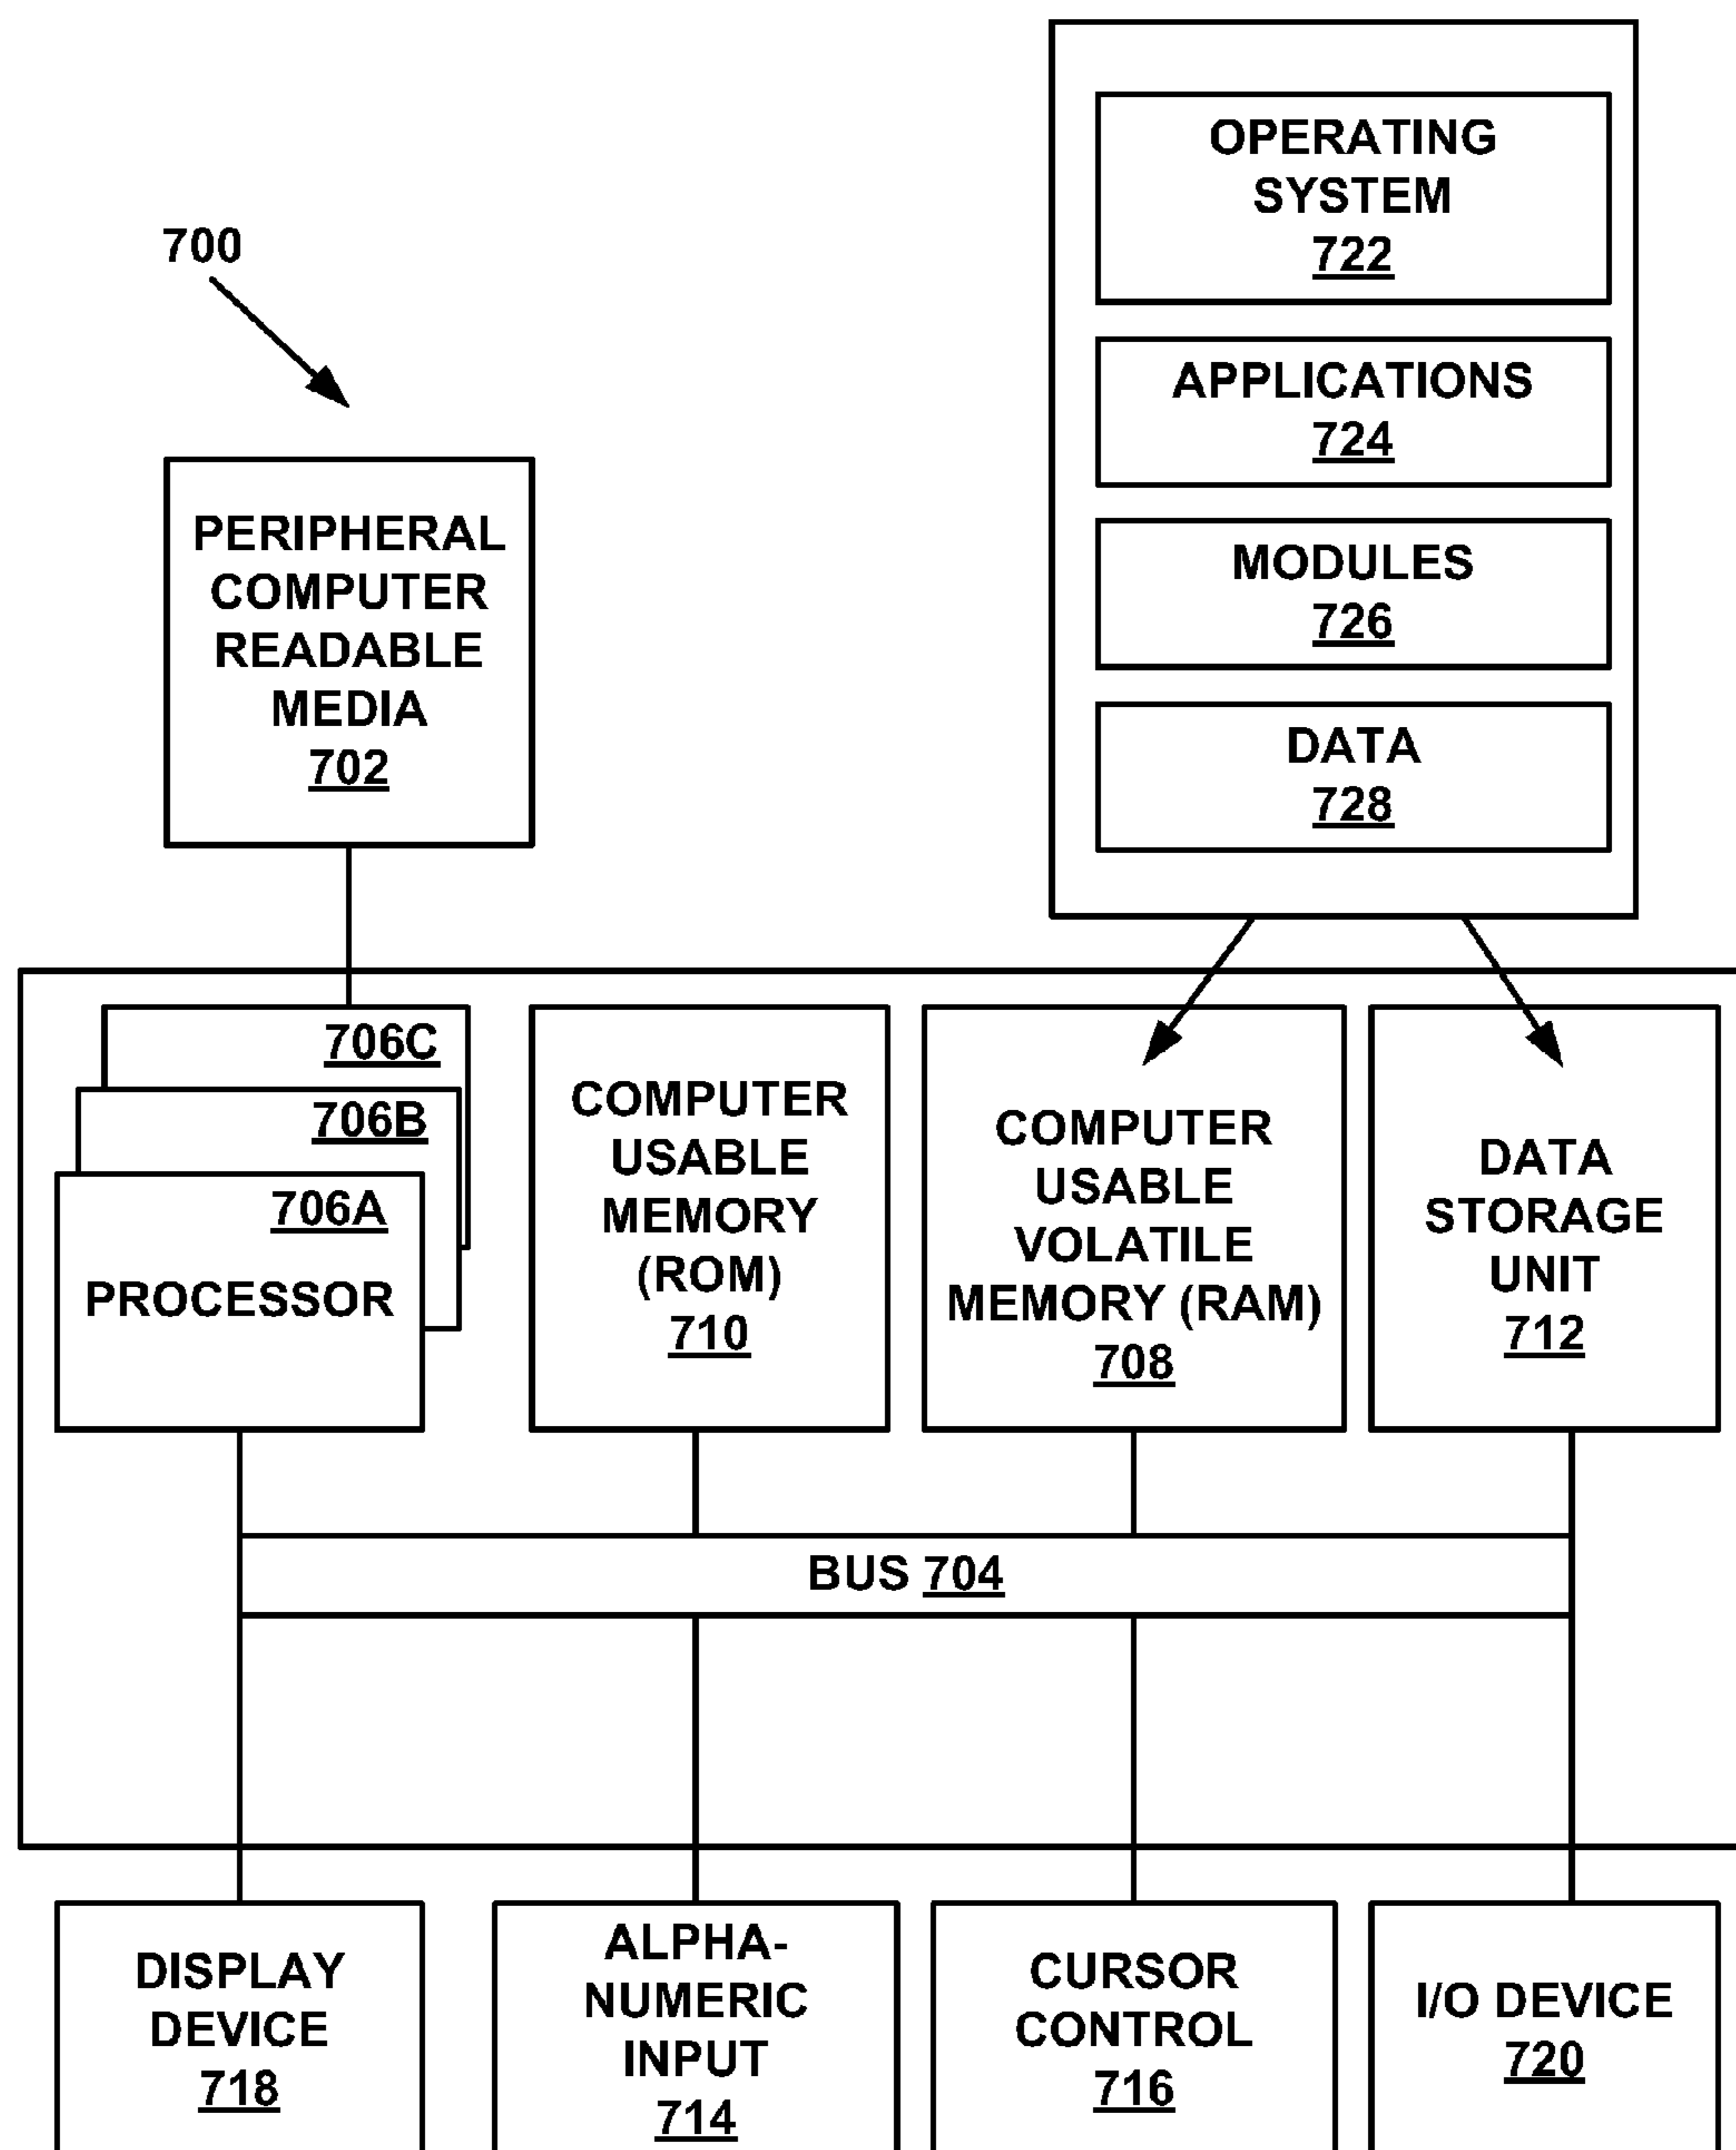 700
OPERATING
SYSTEM
722
APPLICATIONS
724
MODULES
726
DATA
728
PERIPHERAL
COMPUTER
READABLE
MEDIA
702
706C
706B
706A
PROCESSOR
COMPUTER
USABLE
MEMORY
(ROM)
710
COMPUTER
USABLE
VOLATILE
MEMORY (RAM)
708
DATA
STORAGE
UNIT
712
BUS 704
DISPLAY
DEVICE
718
ALPHA-
NUMERIC
INPUT
714
CURSOR
CONTROL
716
I/O DEVICE
720